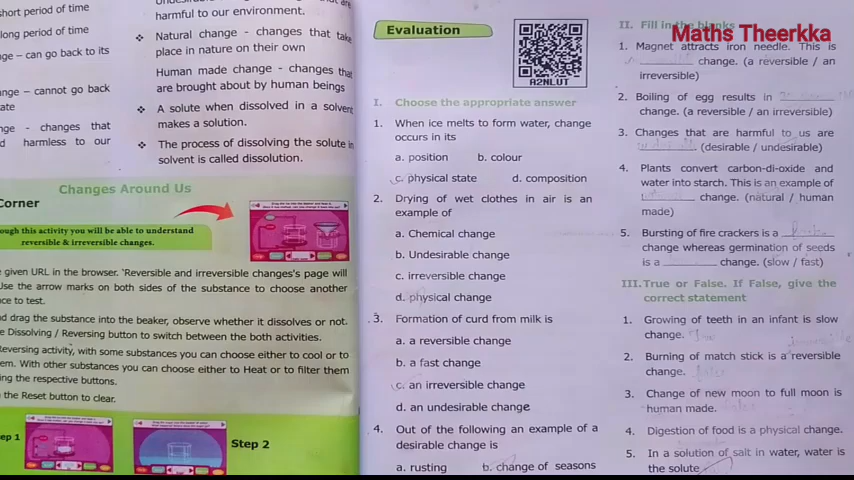 short period of time
long period of time
nge – can go back to its
ange – cannot go back
ate
nge - changes that
d harmless to our
harmful to our environment.
Natural change - changes that take
place in nature on their own
Human made change - changes that
are brought about by human beings
A solute when dissolved in a solvent
makes a solution.
The process of dissolving the solute in
solvent is called dissolution.
Changes Around Us
Corner
ough this activity you will be able to understand
reversible & irreversible changes.
e given URL in the browser. 'Reversible and irreversible changes's page will
Use the arrow marks on both sides of the substance to choose another
nce to test.
nd drag the substance into the beaker, observe whether it dissolves or not.
e Dissolving / Reversing button to switch between the both activities.
Reversing activity, with some substances you can choose either to cool or to
em. With other substances you can choose either to Heat or to filter them
ing the respective buttons.
the Reset button to clear.
ep 1
Step 2
Evaluation
A2NLUT
I. Choose the appropriate answer
1. When ice melts to form water, change
occurs in its
a. position b. colour
c. physical state d. composition
2. Drying of wet clothes in air is an
example of
a. Chemical change
b. Undesirable change
c. irreversible change
d. physical change
3. Formation of curd from milk is
a. a reversible change
b. a fast change
c. an irreversible change
d. an undesirable change
4. Out of the following an example of a
desirable change is
a. rusting b. change of seasons
Maths Theerkka
II. Fill in the blanks
1. Magnet attracts iron needle. This is
change. (a reversible / an
irreversible)
2. Boiling of egg results in
change. (a reversible / an irreversible)
3. Changes that are harmful to us are
(desirable / undesirable)
4. Plants convert carbon-di-oxide and
water into starch. This is an example of
change. (natural / human
made)
5. Bursting of fire crackers is a
change whereas germination of seeds
is a change. (slow / fast)
III. True or False. If False, give the
correct statement
1. Growing of teeth in an infant is slow
change.
2. Burning of match stick is a reversible
change.
3. Change of new moon to full moon is
human made.
4. Digestion of food is a physical change.
5. In a solution of salt in water, water is
the solute